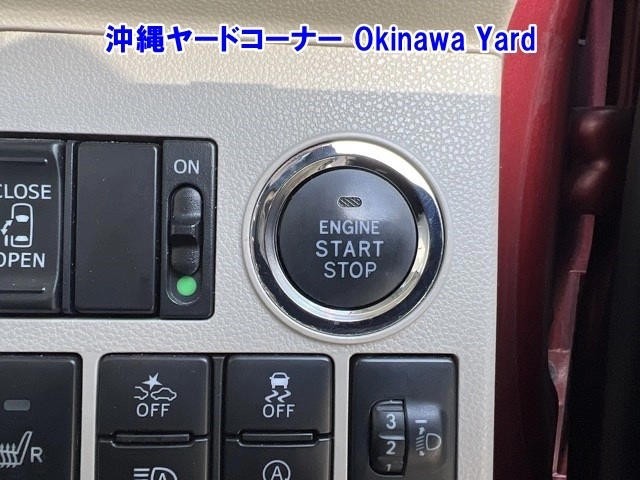 沖縄ヤードコーナー Okinawa Yard
ON
CLOSE
OPEN
ENGINE
START
STOP
OFF
OFF
3
2
R
A